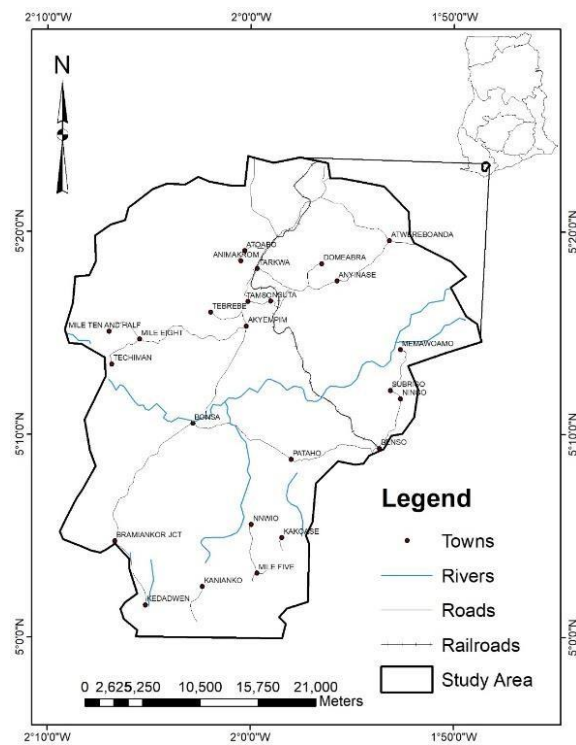 2°10'0"W 2°0'0"W 1°50'0"W
N
5°20'0"N 5°20'0"N
ATWEREBOANDA
ATOABO
ANIMAKROM
DOMEABRA
TARKWA
ANYINASE
TAMBONSUTA
TEBREBE
MILE TEN AND HALF
AKYEMPIM
MILE EIGHT
MEMAWOAMO
TECHIMAN
SUBRISO
NINGO
5°10'0"N 5°10'0"N
BONSA
BENSO
PATAHO
Legend
NNWIO
Towns
BRAMIANKOR JCT
KAKOASE
Rivers
MILE FIVE
KANIANKO
Roads
KEDADWEN
Railroads
5°0'0"N 5°0'0"N
Study Area
0 2,625 5,250 10,500 15,750 21,000
Meters
2°10'0"W 2°0'0"W 1°50'0"W